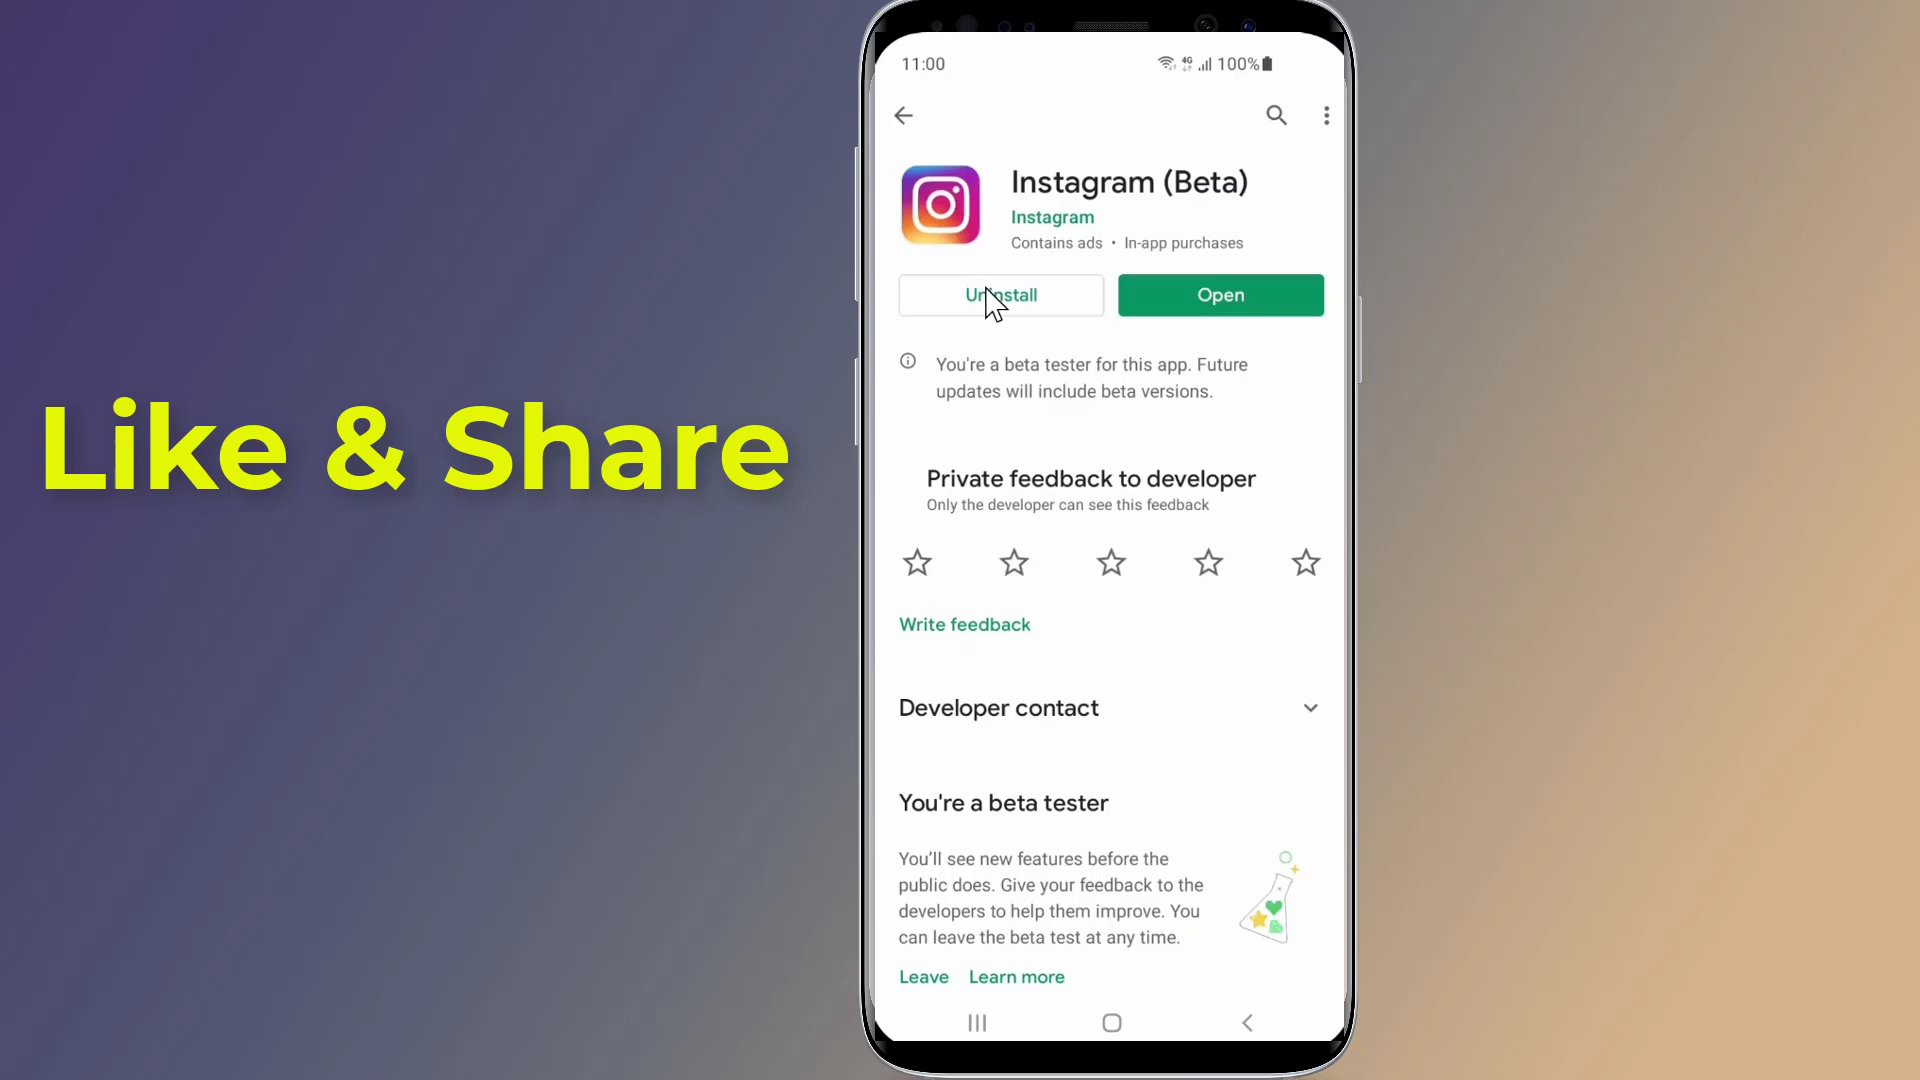 Like & Share
11:00
4G 100%
Instagram (Beta)
Instagram
Contains ads • In-app purchases
Uninstall
Open
You're a beta tester for this app. Future
updates will include beta versions.
Private feedback to developer
Only the developer can see this feedback
Write feedback
Developer contact
You're a beta tester
You’ll see new features before the
public does. Give your feedback to the
developers to help them improve. You
can leave the beta test at any time.
Leave Learn more